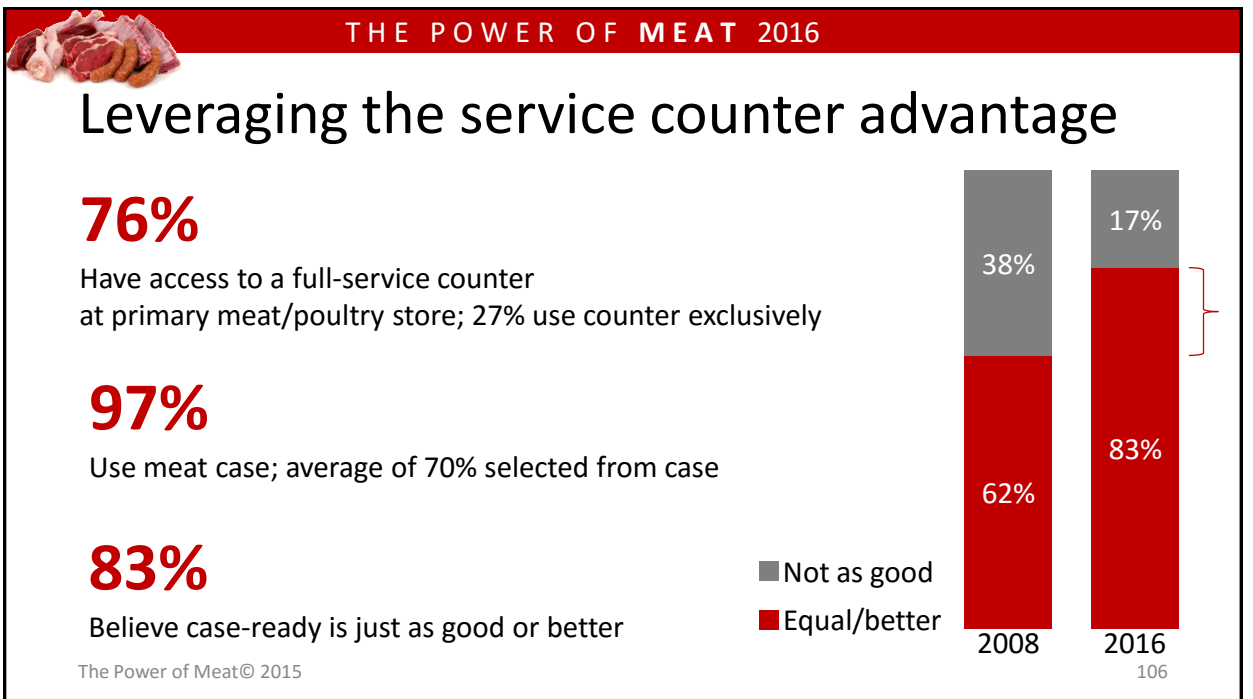 THE POWER OF MEAT 2016
Leveraging the service counter advantage
76%
Have access to a full-service counter
at primary meat/poultry store; 27% use counter exclusively
97%
Use meat case; average of 70% selected from case
83%
Believe case-ready is just as good or better
38%
62%
17%
83%
Not as good
Equal/better
2008
2016
The Power of Meat© 2015
106